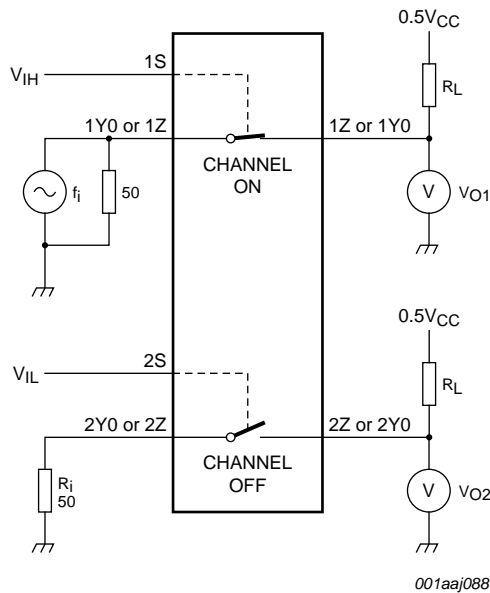 0.5VCC
1S
VIH
RL
1Y0 or 1Z
1Z or 1Y0
CHANNEL
ON
fi
50
V
VO1
0.5VCC
2S
VIL
RL
2Y0 or 2Z
2Z or 2Y0
CHANNEL
OFF
Ri
50
V
VO2
001aaj088